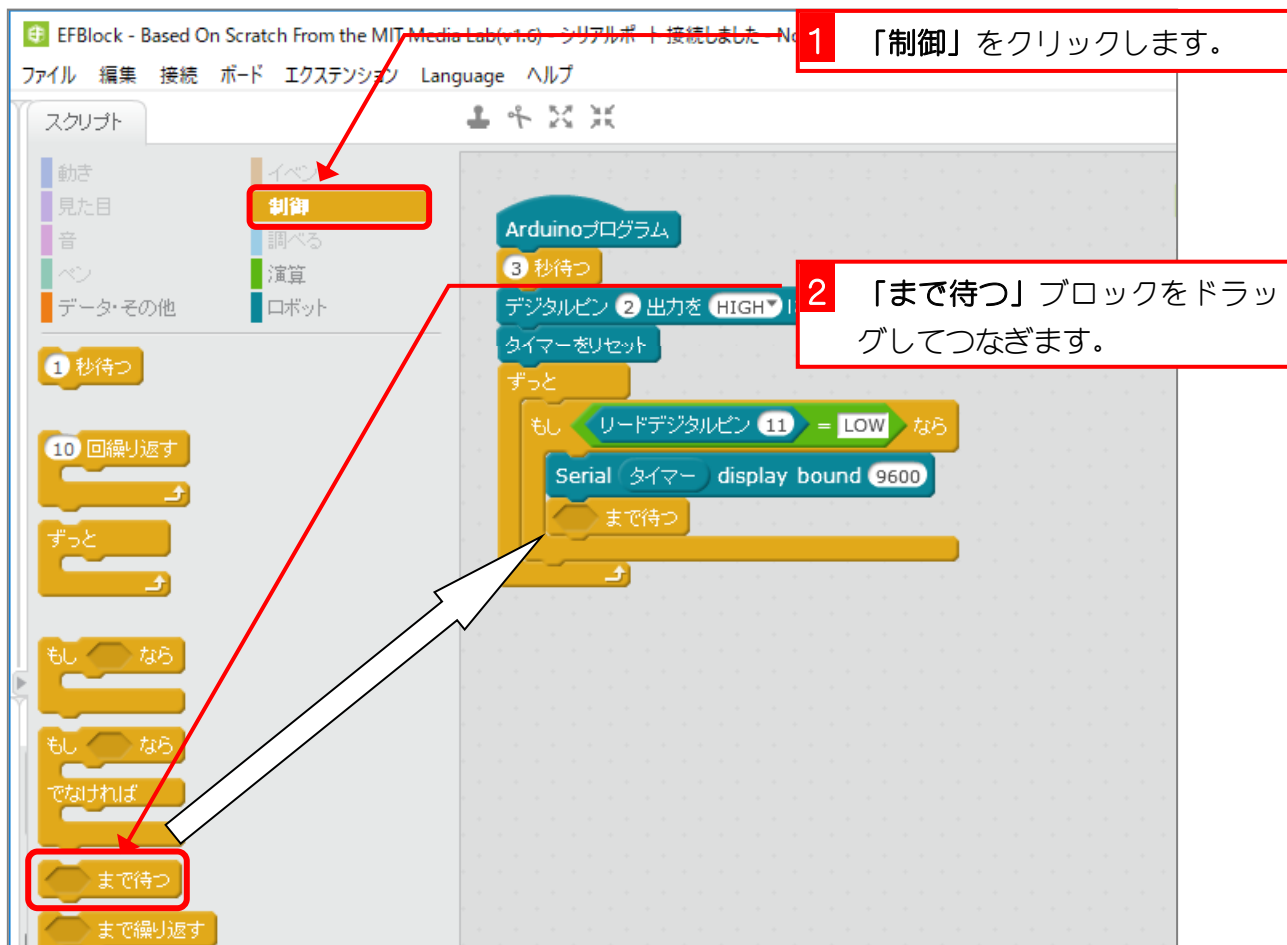 EFBlock - Based On Scratch From the MIT Media Lab(v1.6) - シリアルポート 接続しました - No
1 「制御」をクリックします。
ファイル 編集 接続 ボード エクステンション Language ヘルプ
スクリプト
動き イベン
見た目 制御
音 調べる
ペン 演算
データ・その他 ロボット
1 秒待つ
10 回繰り返す
ずっと
もし なら
もし なら
でなければ
まで待つ
まで繰り返す
Arduinoプログラム
3 秒待つ
デジタルピン 2 出力を HIGH
タイマーをリセット
ずっと
もし リードデジタルピン 11 = LOW なら
Serial タイマー display bound 9600
まで待つ
2 「まで待つ」ブロックをドラッ
グしてつなぎます。